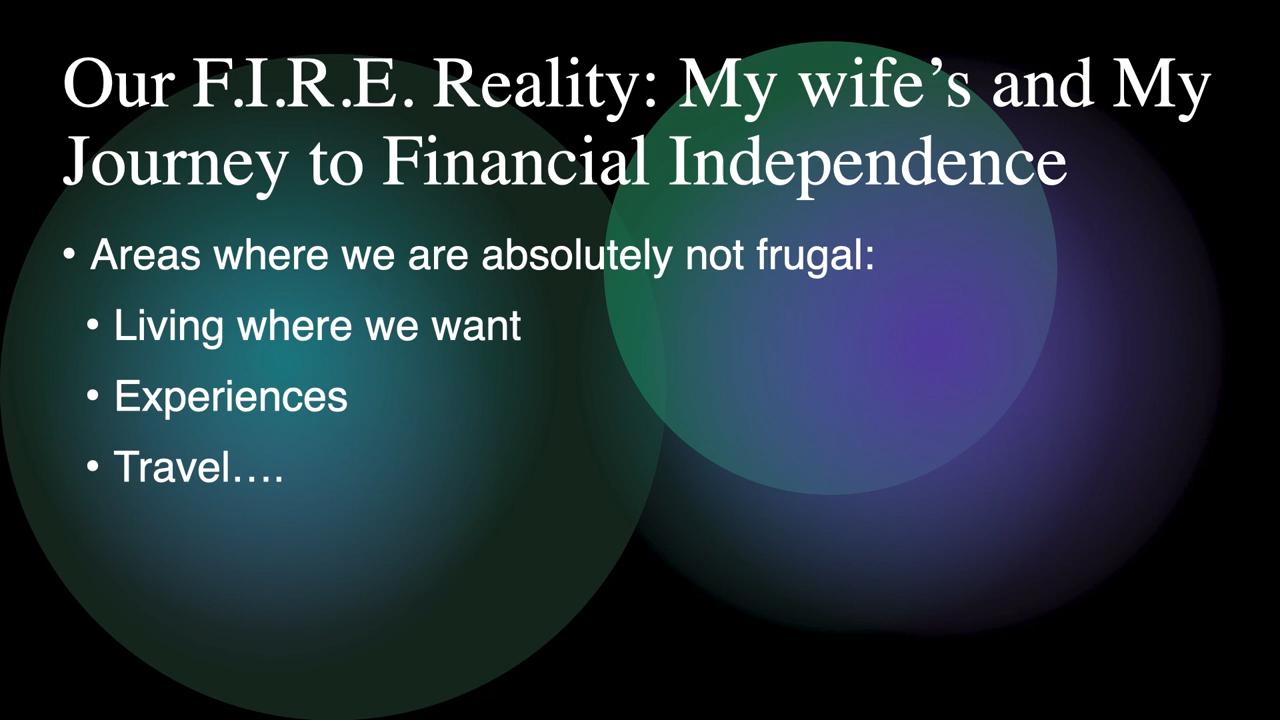 Our F.I.R.E. Reality: My wife’s and My
Journey to Financial Independence
• Areas where we are absolutely not frugal:
• Living where we want
• Experiences
• Travel….